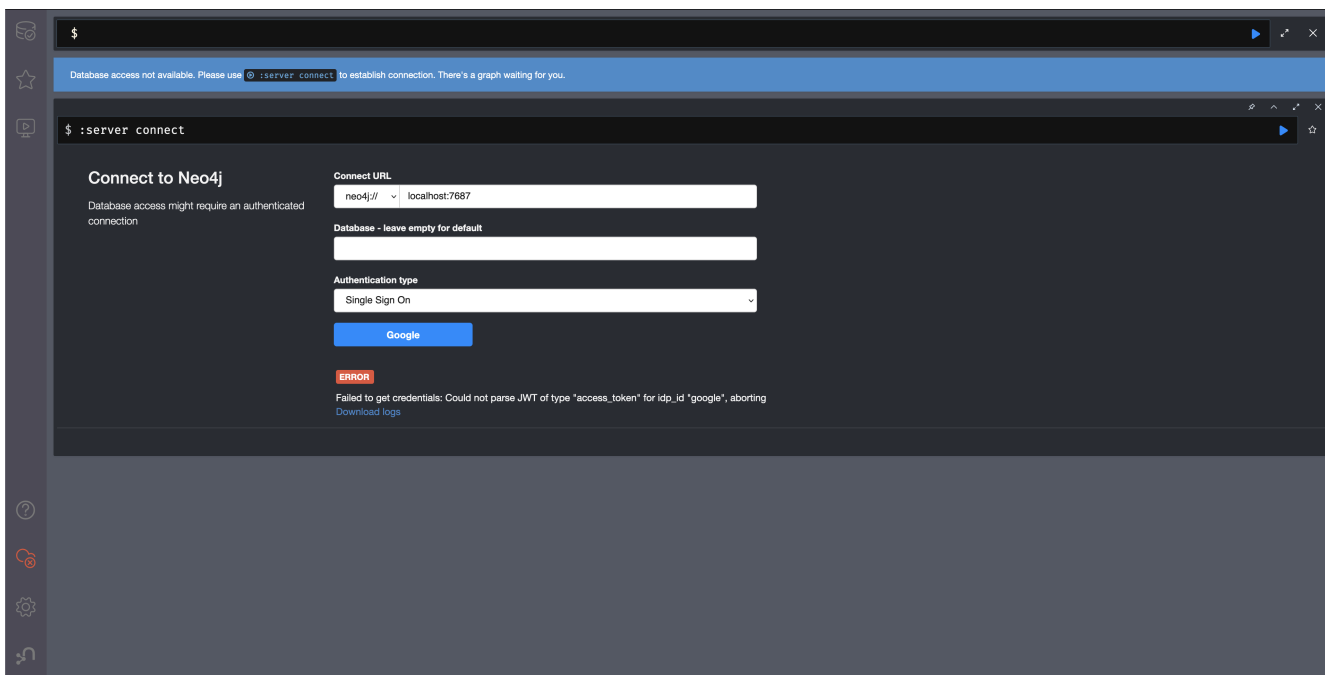 $
Database access not available. Please use :server connect to establish connection. There's a graph waiting for you.
$ :server connect
Connect to Neo4j
Database access might require an authenticated
connection
Connect URL
neo4j://
localhost:7687
Database - leave empty for default
Authentication type
Single Sign On
Google
ERROR
Failed to get credentials: Could not parse JWT of type "access_token" for idp_id "google", aborting
Download logs